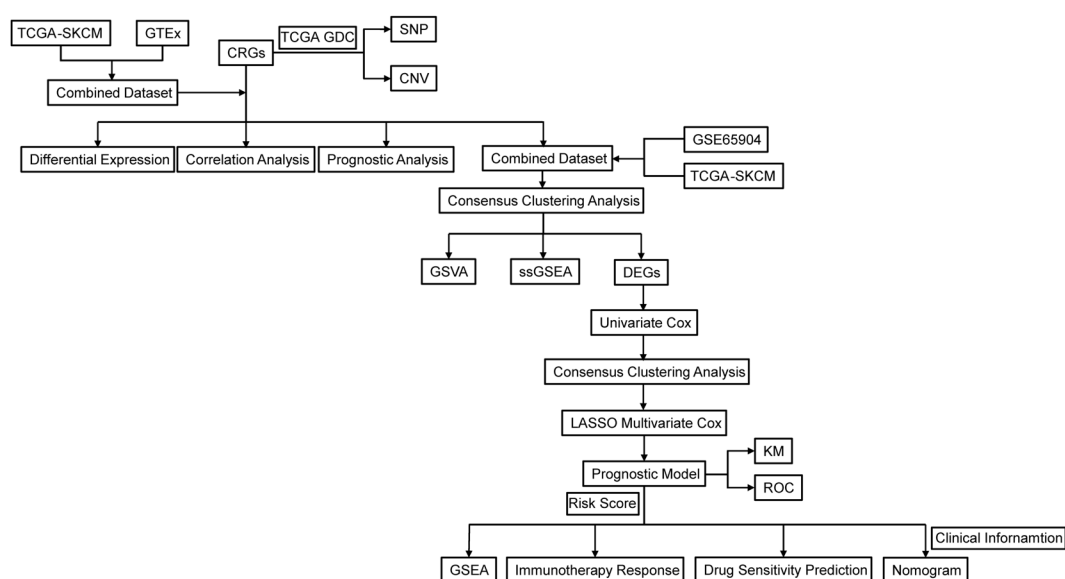 TCGA-SKCM
GTEx
CRGs
TCGA GDC
SNP
CNV
Combined Dataset
Differential Expression
Correlation Analysis
Prognostic Analysis
Combined Dataset
GSE65904
TCGA-SKCM
Consensus Clustering Analysis
GSVA
ssGSEA
DEGs
Univariate Cox
Consensus Clustering Analysis
LASSO Multivariate Cox
Prognostic Model
KM
ROC
Risk Score
Clinical Infornamtion
GSEA
Immunotherapy Response
Drug Sensitivity Prediction
Nomogram